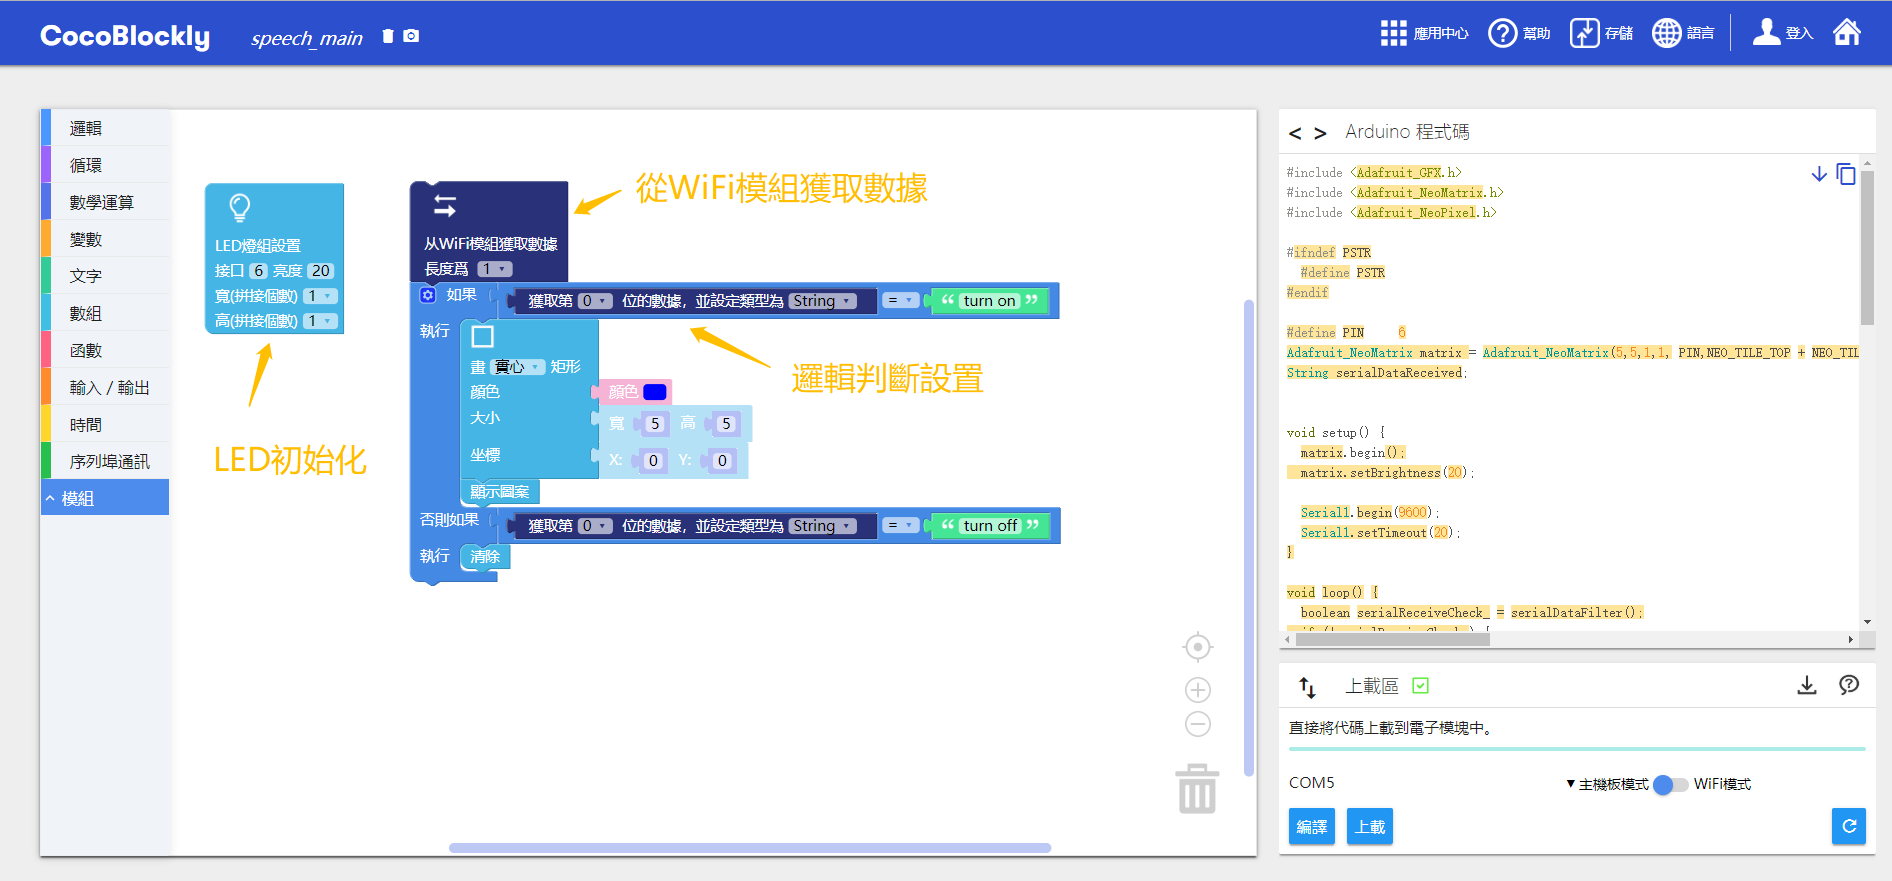 CocoBlockly speech_main 應用中心 幫助 存儲 語言 登入
邏輯
循環
數學運算
變數
文字
數組
函數
輸入 / 輸出
時間
序列埠通訊
模組
LED燈組設置
接口 6 亮度 20
寬(拼接個數) 1
高(拼接個數) 1
LED初始化
从WiFi模組獲取數據
長度爲 1
從WiFi模組獲取數據
如果 獲取第 0 位的數據，並設定類型為 String = “ turn on ”
執行
畫 實心 矩形
顏色 顏色
大小 寬 5 高 5
坐標 X: 0 Y: 0
顯示圖案
邏輯判斷設置
否則如果 獲取第 0 位的數據，並設定類型為 String = “ turn off ”
執行 清除
< > Arduino 程式碼
#include <Adafruit_GFX.h>
#include <Adafruit_NeoMatrix.h>
#include <Adafruit_NeoPixel.h>
#ifndef PSTR
#define PSTR
#endif
#define PIN 6
Adafruit_NeoMatrix matrix = Adafruit_NeoMatrix(5,5,1,1, PIN,NEO_TILE_TOP + NEO_TIL
String serialDataReceived;
void setup() {
matrix.begin();
matrix.setBrightness(20);
Serial1.begin(9600);
Serial1.setTimeout(20);
}
void loop() {
boolean serialReceiveCheck_ = serialDataFilter();
上載區
直接將代碼上載到電子模塊中。
COM5 ▼ 主機板模式 WiFi模式
編譯 上載